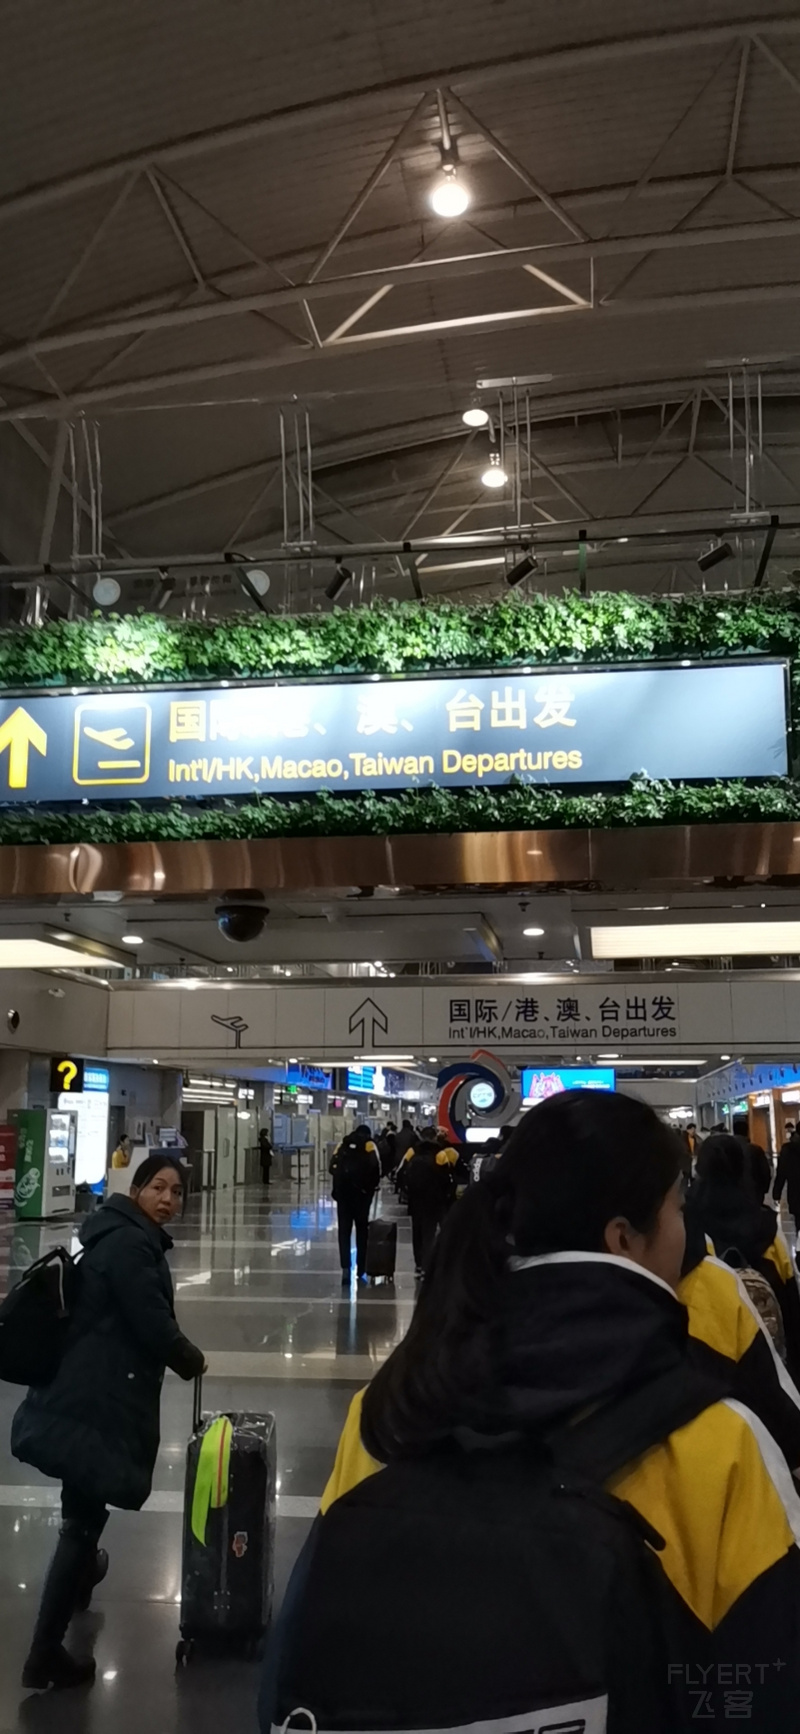 国际/港、澳、台出发
Int'l/HK,Macao,Taiwan Departures
国际/港、澳、台出发
Int'l/HK,Macao,Taiwan Departures
?
FLYERT+
飞客